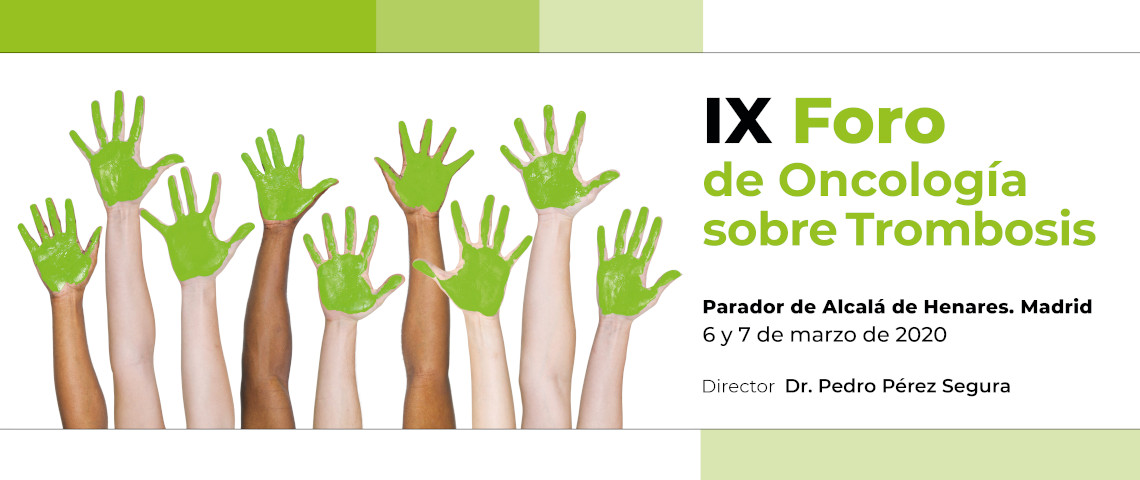 IX Foro
de Oncología
sobre Trombosis
Parador de Alcalá de Henares. Madrid
6 y 7 de marzo de 2020
Director Dr. Pedro Pérez Segura